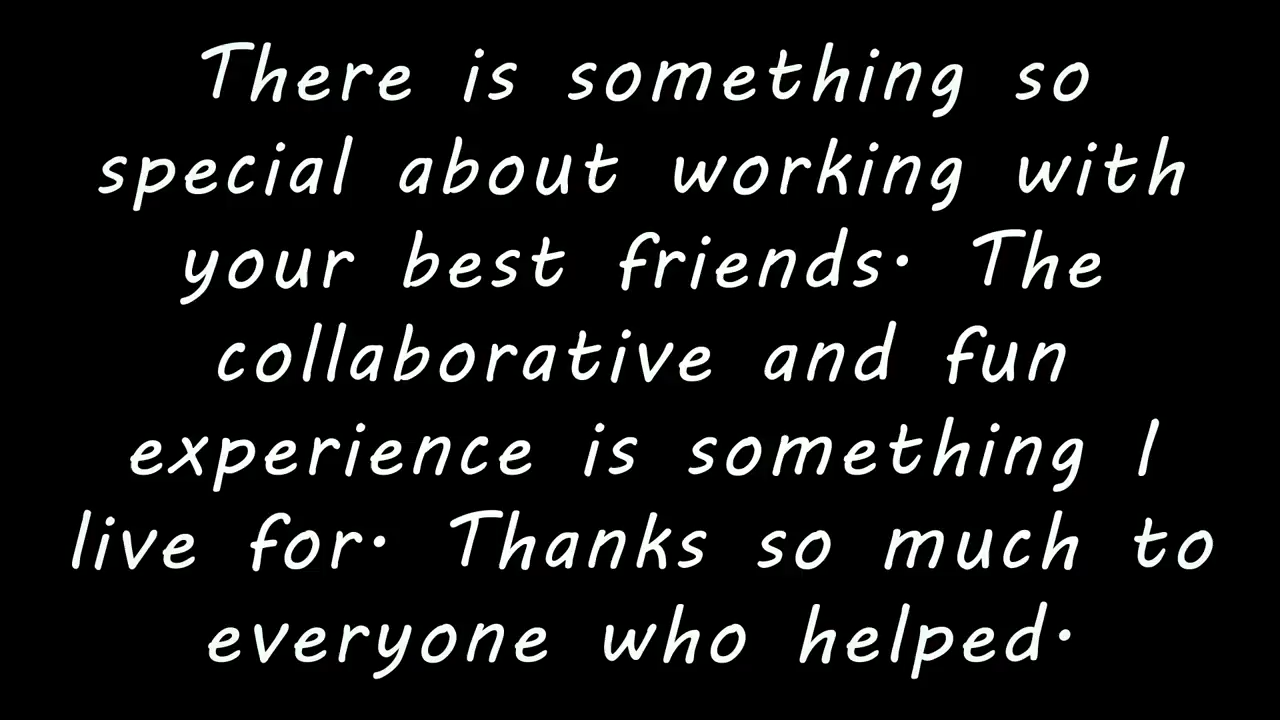 There is something so
special about working with
your best friends. The
collaborative and fun
experience is something I
live for. Thanks so much to
everyone who helped.